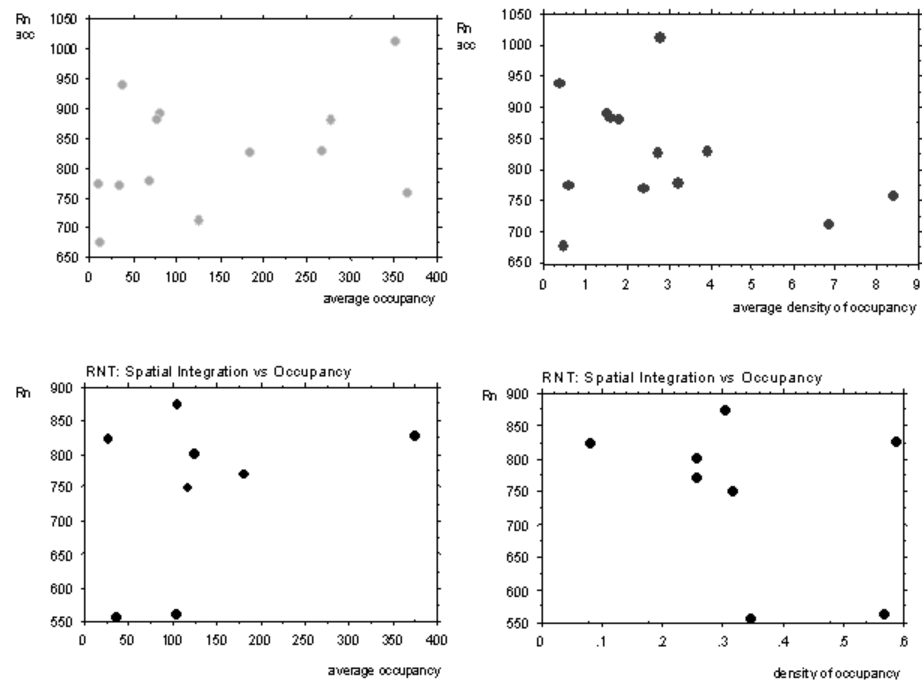 Rn
acc
1050
1000
950
900
850
800
750
700
650
0 50 100 150 200 250 300 350 400
average occupancy
Rn
acc
1050
1000
950
900
850
800
750
700
650
0 1 2 3 4 5 6 7 8 9
average density of occupancy
RNT: Spatial Integration vs Occupancy
Rn
900
850
800
750
700
650
600
550
0 50 100 150 200 250 300 350 400
average occupancy
RNT: Spatial Integration vs Occupancy
Rn
900
850
800
750
700
650
600
550
0 .1 .2 .3 .4 .5 .6
density of occupancy